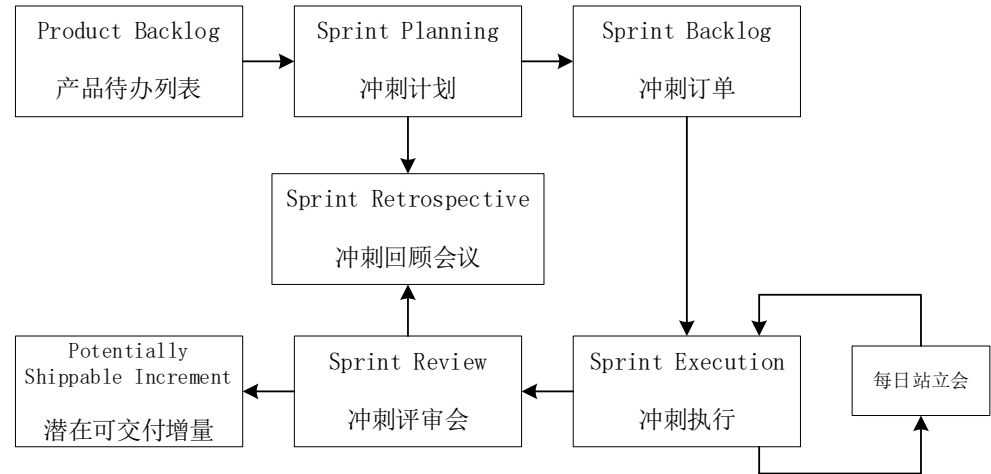 Product Backlog
产品待办列表
Sprint Planning
冲刺计划
Sprint Backlog
冲刺订单
Sprint Retrospective
冲刺回顾会议
Potentially
Shippable Increment
潜在可交付增量
Sprint Review
冲刺评审会
Sprint Execution
冲刺执行
每日站立会